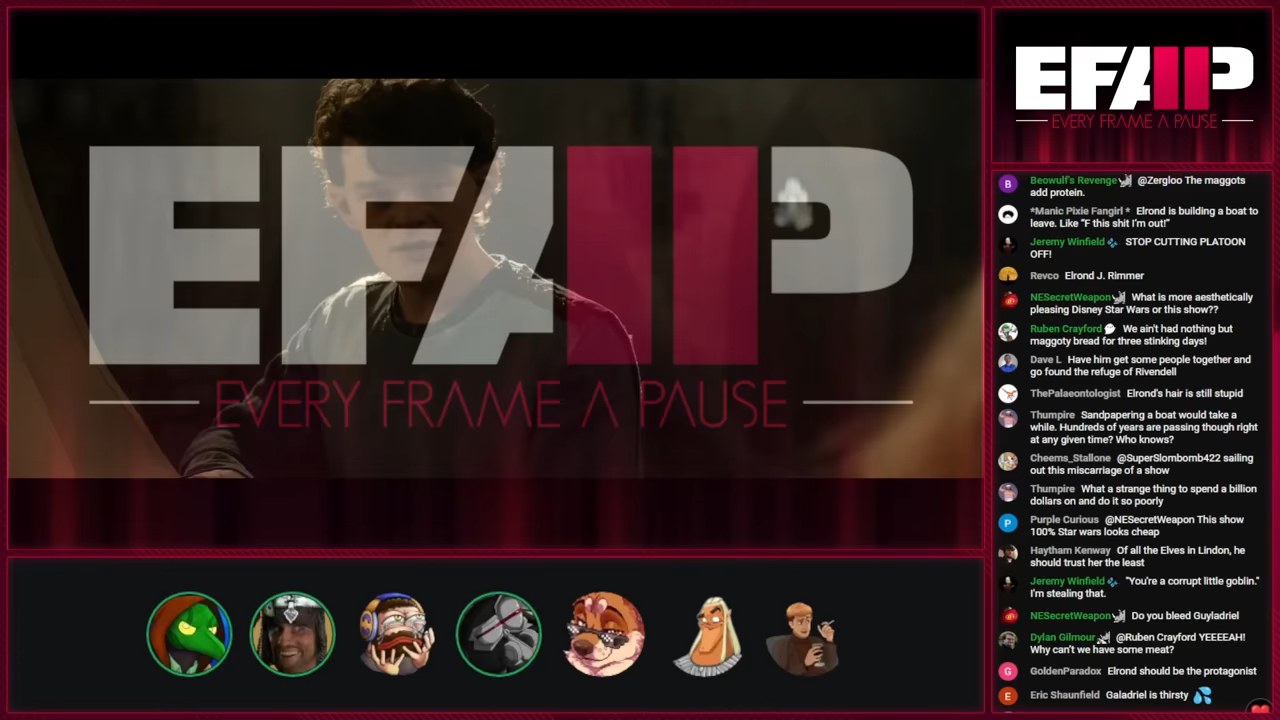 EFAP
EVERY FRAME A PAUSE
EFAP
EVERY FRAME A PAUSE
B
Beowulf's Revenge @Zergloo The maggots
add protein.
*Manic Pixie Fangirl * Elrond is building a boat to
leave. Like "F this shit I'm out!"
Jeremy Winfield STOP CUTTING PLATOON
OFF!
Revco Elrond J. Rimmer
NESecretWeapon What is more aesthetically
pleasing Disney Star Wars or this show??
Ruben Crayford We ain't had nothing but
maggoty bread for three stinking days!
Dave L Have him get some people together and
go found the refuge of Rivendell
ThePalaeontologist Elrond's hair is still stupid
Thumpire Sandpapering a boat would take a
while. Hundreds of years are passing though right
at any given time? Who knows?
Cheems_Stallone @SuperSlombomb422 sailing
out this miscarriage of a show
Thumpire What a strange thing to spend a billion
dollars on and do it so poorly
P
Purple Curious @NESecretWeapon This show
100% Star wars looks cheap
Haytham Kenway Of all the Elves in Lindon, he
should trust her the least
Jeremy Winfield "You're a corrupt little goblin."
I'm stealing that.
NESecretWeapon Do you bleed Guyladriel
Dylan Gilmour @Ruben Crayford YEEEEAH!
Why can't we have some meat?
G
GoldenParadox Elrond should be the protagonist
E
Eric Shaunfield Galadriel is thirsty